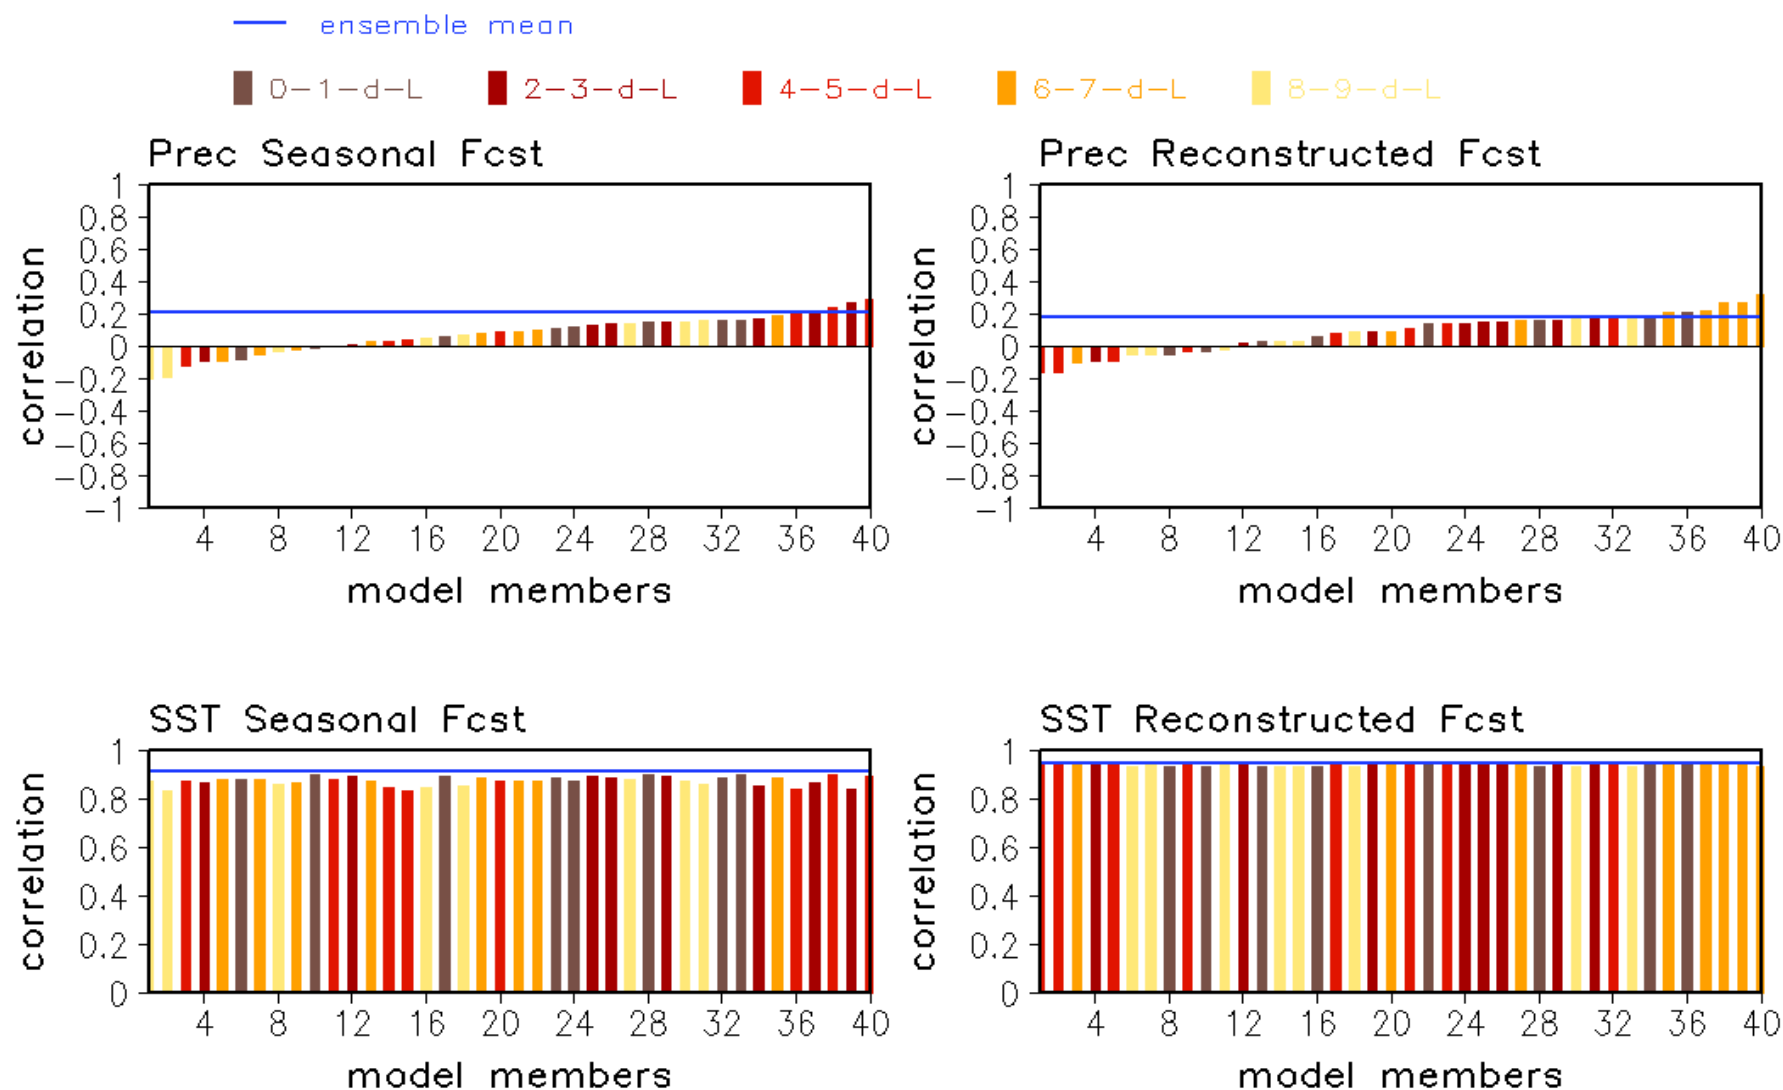 ensemble mean
0-1-d-L 2-3-d-L 4-5-d-L 6-7-d-L 8-9-d-L
Prec Seasonal Fcst
1
0.8
0.6
0.4
0.2
0
-0.2
-0.4
-0.6
-0.8
-1
correlation
4 8 12 16 20 24 28 32 36 40
model members
Prec Reconstructed Fcst
1
0.8
0.6
0.4
0.2
0
-0.2
-0.4
-0.6
-0.8
-1
correlation
4 8 12 16 20 24 28 32 36 40
model members
SST Seasonal Fcst
1
0.8
0.6
0.4
0.2
0
correlation
4 8 12 16 20 24 28 32 36 40
model members
SST Reconstructed Fcst
1
0.8
0.6
0.4
0.2
0
correlation
4 8 12 16 20 24 28 32 36 40
model members